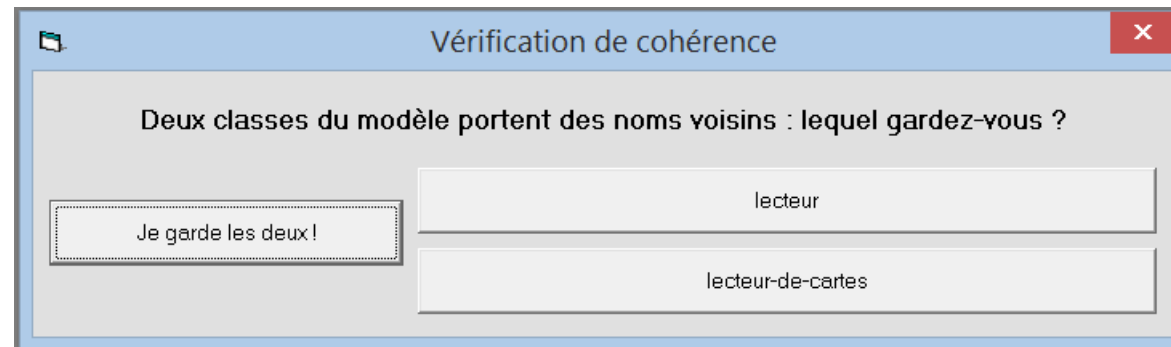 Vérification de cohérence
Deux classes du modèle portent des noms voisins : lequel gardez-vous ?
Je garde les deux !
lecteur
lecteur-de-cartes